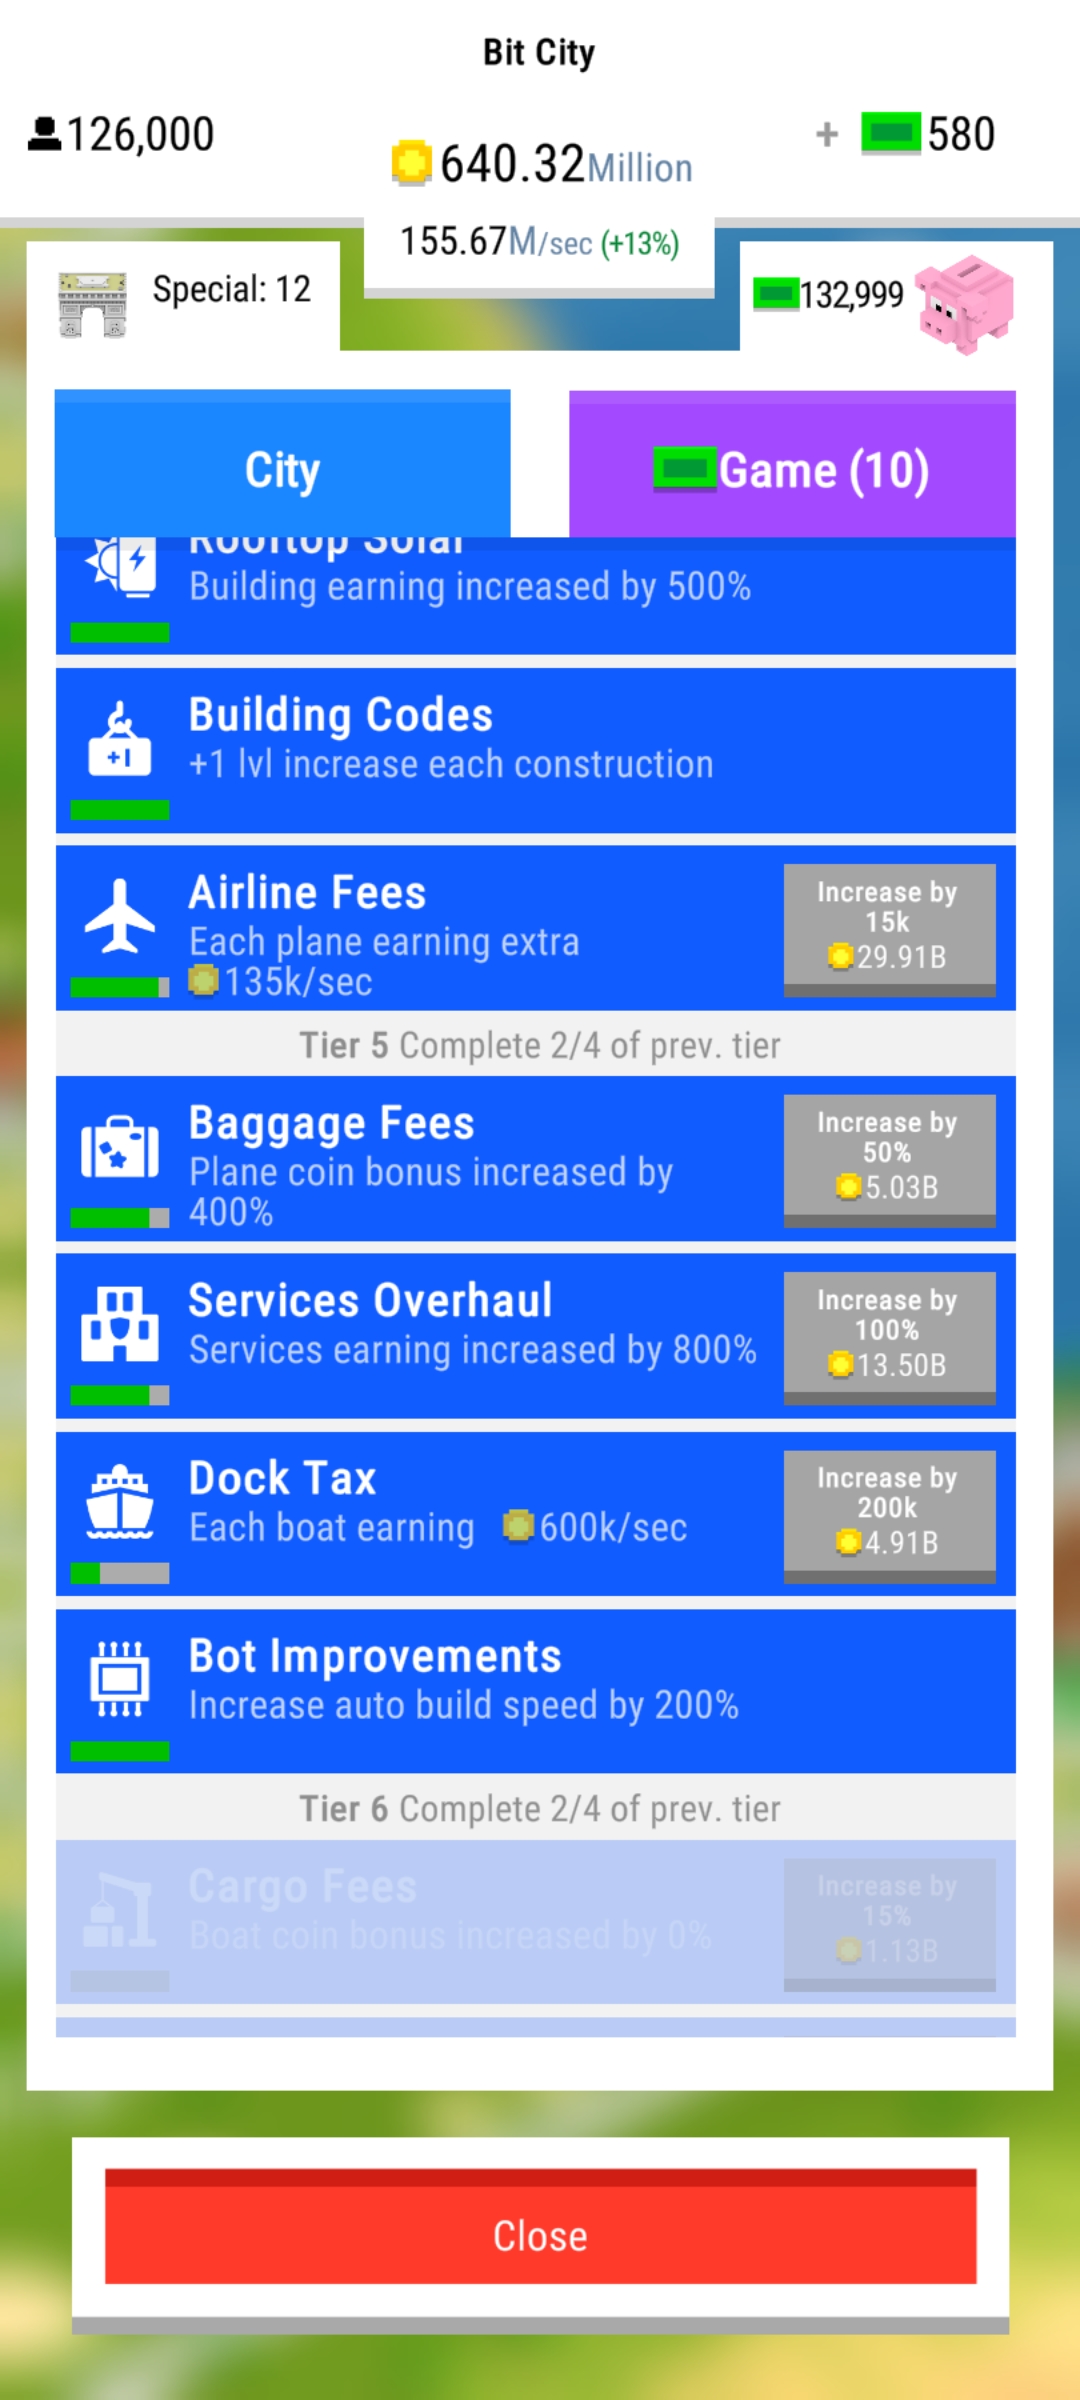 Bit City
126,000
640.32Million
+ 580
155.67M/sec (+13%)
Special: 12
132,999
City
Game (10)
Rooftop Solar
Building earning increased by 500%
Building Codes
+1 lvl increase each construction
+1
Airline Fees
Each plane earning extra
135k/sec
Increase by
15k
29.91B
Tier 5 Complete 2/4 of prev. tier
Baggage Fees
Plane coin bonus increased by
400%
Increase by
50%
5.03B
Services Overhaul
Services earning increased by 800%
Increase by
100%
13.50B
Dock Tax
Each boat earning 600k/sec
Increase by
200k
4.91B
Bot Improvements
Increase auto build speed by 200%
Tier 6 Complete 2/4 of prev. tier
Cargo Fees
Boat coin bonus increased by 0%
Increase by
15%
1.13B
Close